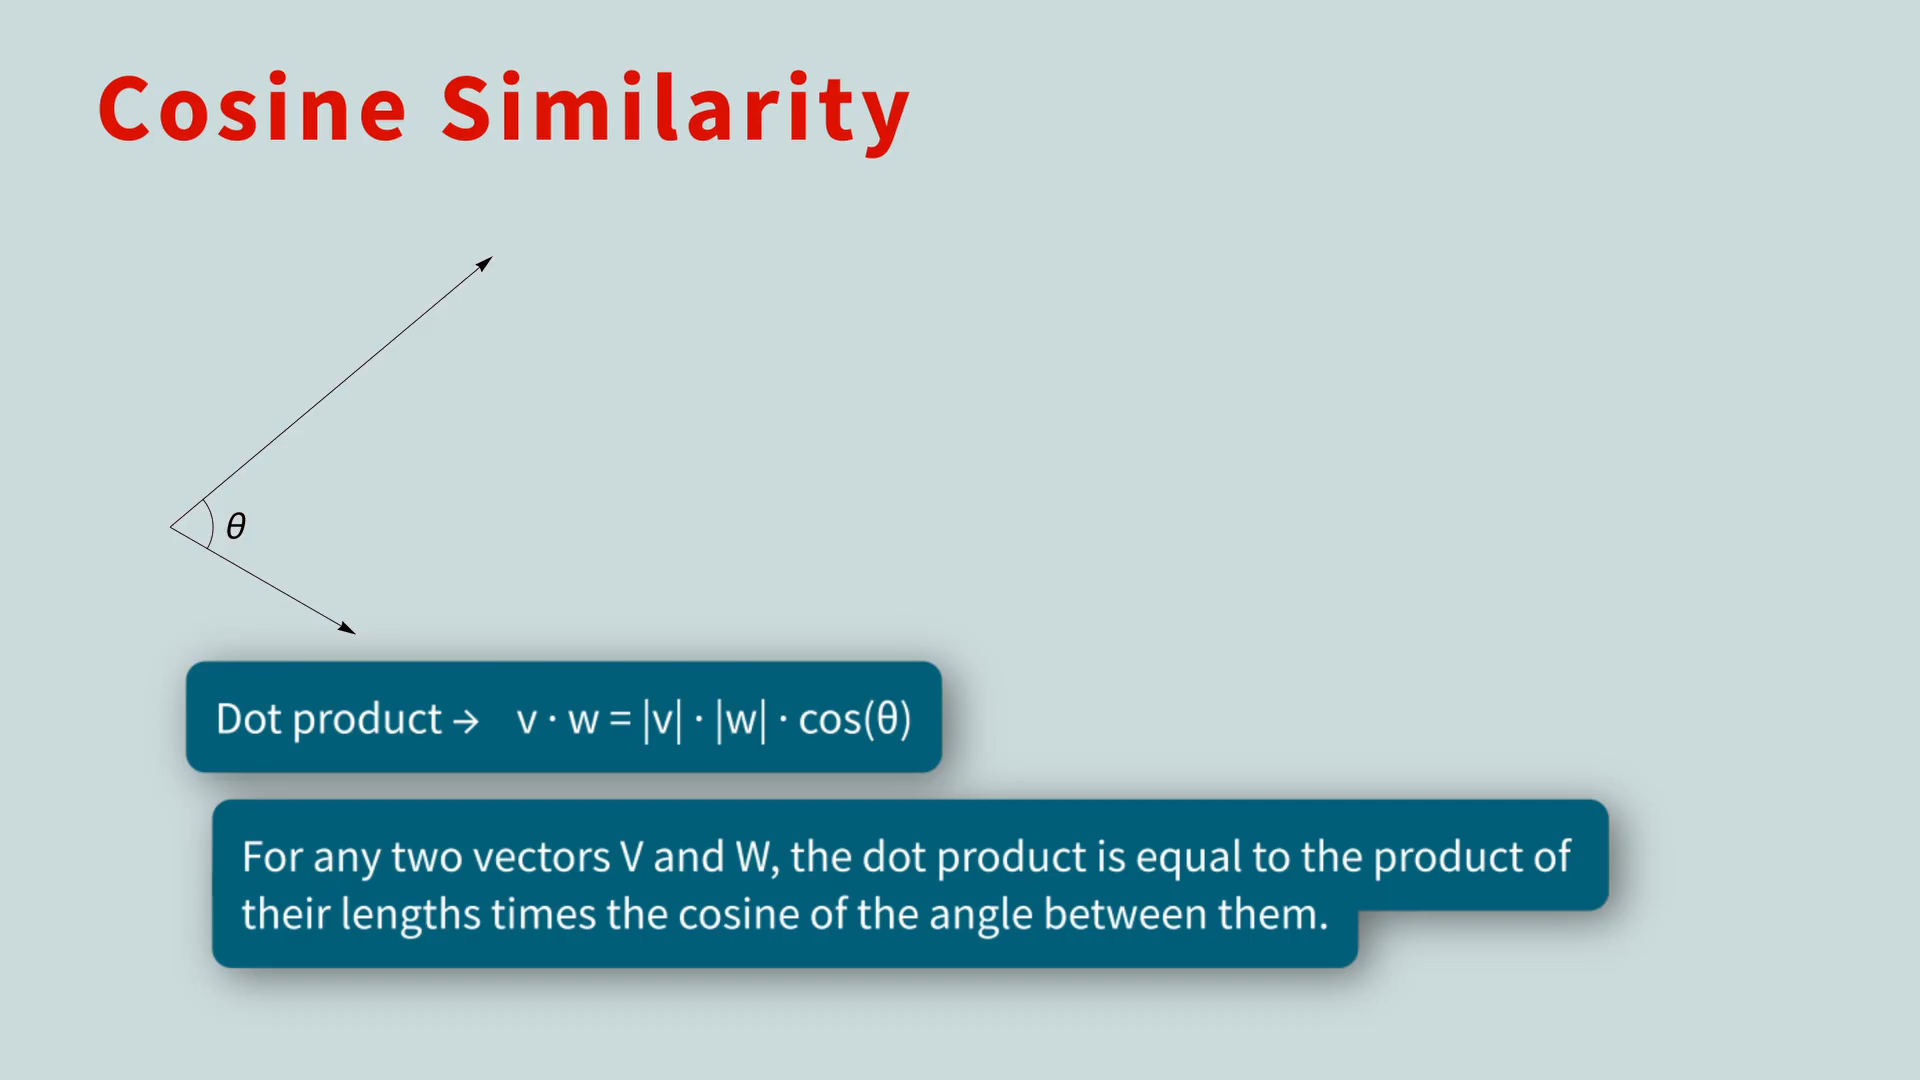 Cosine Similarity
θ
Dot product → v · w = |v| · |w| · cos(θ)
For any two vectors V and W, the dot product is equal to the product of
their lengths times the cosine of the angle between them.